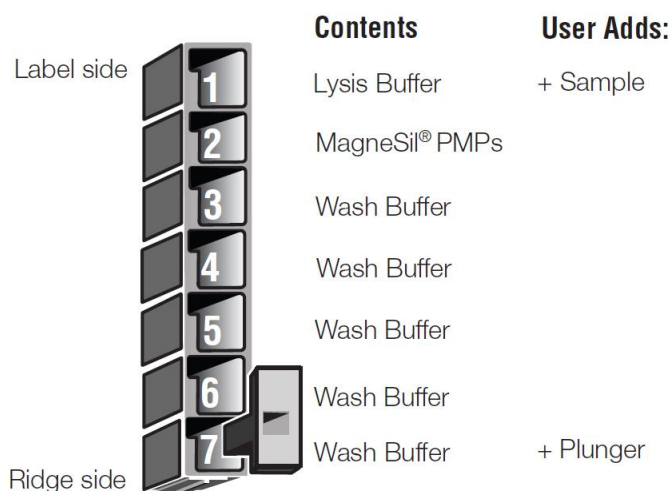 Contents User Adds:
Label side 1 Lysis Buffer + Sample
2 MagneSil® PMPs
3 Wash Buffer
4 Wash Buffer
5 Wash Buffer
6 Wash Buffer
7 Wash Buffer + Plunger
Ridge side